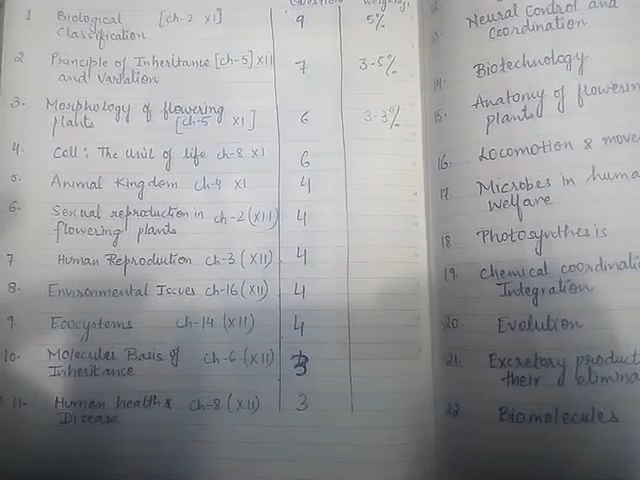 Question Weightage
1 Biological [ch-2 XI] 9 5%
Classification
2 Principle of Inheritance [ch-5] XII 7 3-5%
and Variation
3. Morphology of flowering 6 3-3%
plants [ch-5 XI]
4. Cell: The unit of life ch-8 XI 6
5. Animal Kingdom ch-4 XI 4
6. Sexual reproduction in ch-2 (XII) 4
flowering plants
7 Human Reproduction ch-3 (XII) 4
8. Environmental Issues ch-16 (XII) 4
9. Ecocystems ch-14 (XII) 4
10. Molecular Basis of ch-6 (XII) 3
Inheritance
11. Human health & ch-8 (XII) 3
Disease
Neural control and
coordination
14. Biotechnology
15. Anatomy of flowering
plants
16. Locomotion & move
17. Microbes in huma
welfare
18 Photosynthesis
19. Chemical coordinati
Integration
20 Evolution
21. Excretory product
their elimina
22 Biomolecules